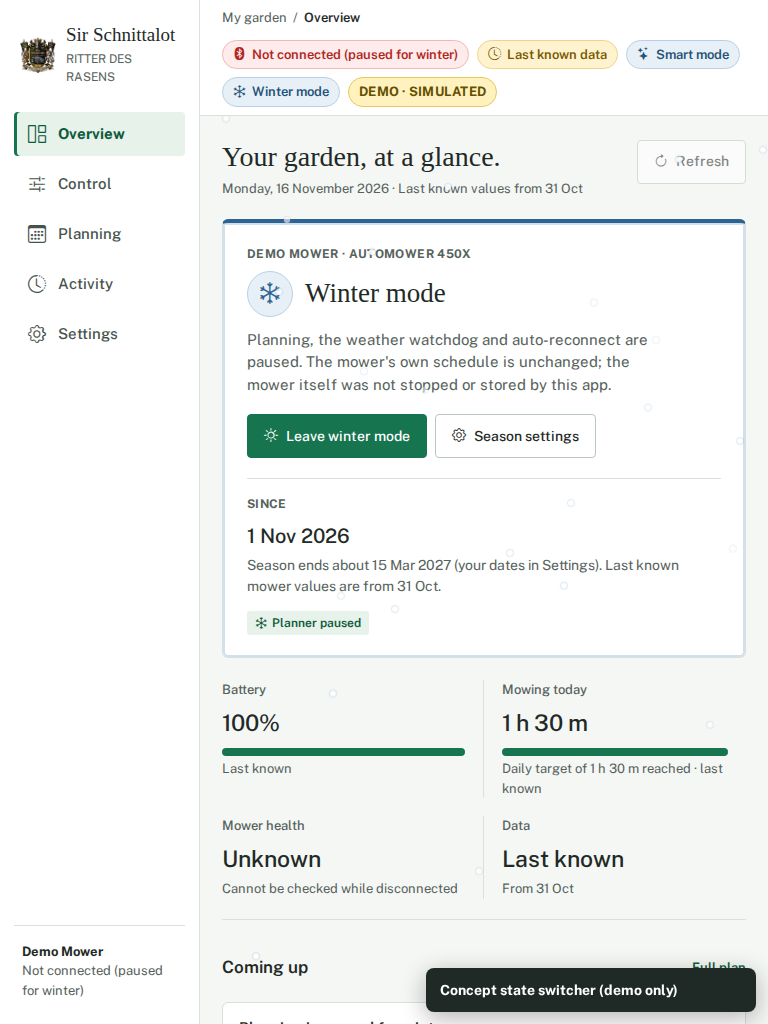 Sir Schnittalot
RITTER DES
RASENS
Overview
Control
Planning
Activity
Settings
Demo Mower
Not connected (paused
for winter)
My garden / Overview
Not connected (paused for winter)
Last known data
Smart mode
Winter mode
DEMO · SIMULATED
Your garden, at a glance.
Monday, 16 November 2026 · Last known values from 31 Oct
Refresh
DEMO MOWER · AUTOMOWER 450X
Winter mode
Planning, the weather watchdog and auto-reconnect are
paused. The mower's own schedule is unchanged; the
mower itself was not stopped or stored by this app.
Leave winter mode
Season settings
SINCE
1 Nov 2026
Season ends about 15 Mar 2027 (your dates in Settings). Last known
mower values are from 31 Oct.
Planner paused
Battery
100%
Last known
Mowing today
1 h 30 m
Daily target of 1 h 30 m reached · last
known
Mower health
Unknown
Cannot be checked while disconnected
Data
Last known
From 31 Oct
Coming up
Full plan
Concept state switcher (demo only)